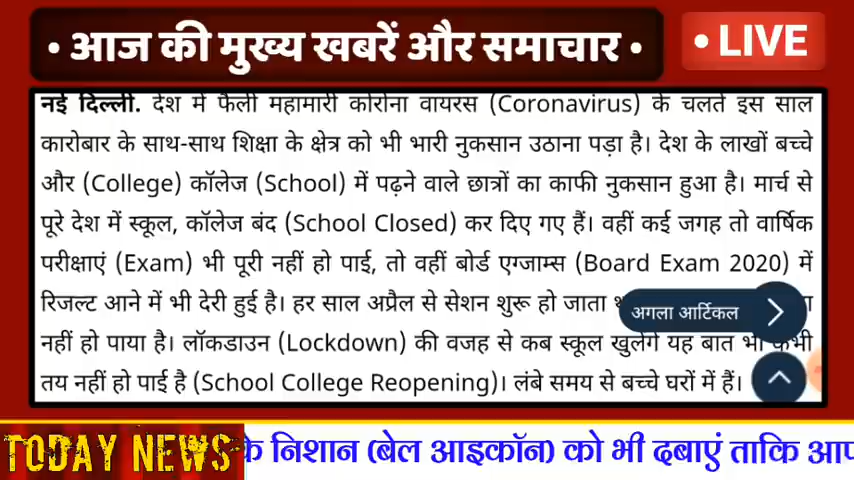 • आज की मुख्य खबरें और समाचार •
• LIVE
नई दिल्ली. देश में फैली महामारी कोरोना वायरस (Coronavirus) के चलते इस साल
कारोबार के साथ-साथ शिक्षा के क्षेत्र को भी भारी नुकसान उठाना पड़ा है। देश के लाखों बच्चे
और (College) कॉलेज (School) में पढ़ने वाले छात्रों का काफी नुकसान हुआ है। मार्च से
पूरे देश में स्कूल, कॉलेज बंद (School Closed) कर दिए गए हैं। वहीं कई जगह तो वार्षिक
परीक्षाएं (Exam) भी पूरी नहीं हो पाई, तो वहीं बोर्ड एग्जाम्स (Board Exam 2020) में
रिजल्ट आने में भी देरी हुई है। हर साल अप्रैल से सेशन शुरू हो जाता
अगला आर्टिकल
नहीं हो पाया है। लॉकडाउन (Lockdown) की वजह से कब स्कूल खुलेंगे यह बात भी
तय नहीं हो पाई है (School College Reopening)। लंबे समय से बच्चे घरों में हैं।
TODAY NEWS
के निशान (बेल आइकॉन) को भी दबाएं ताकि